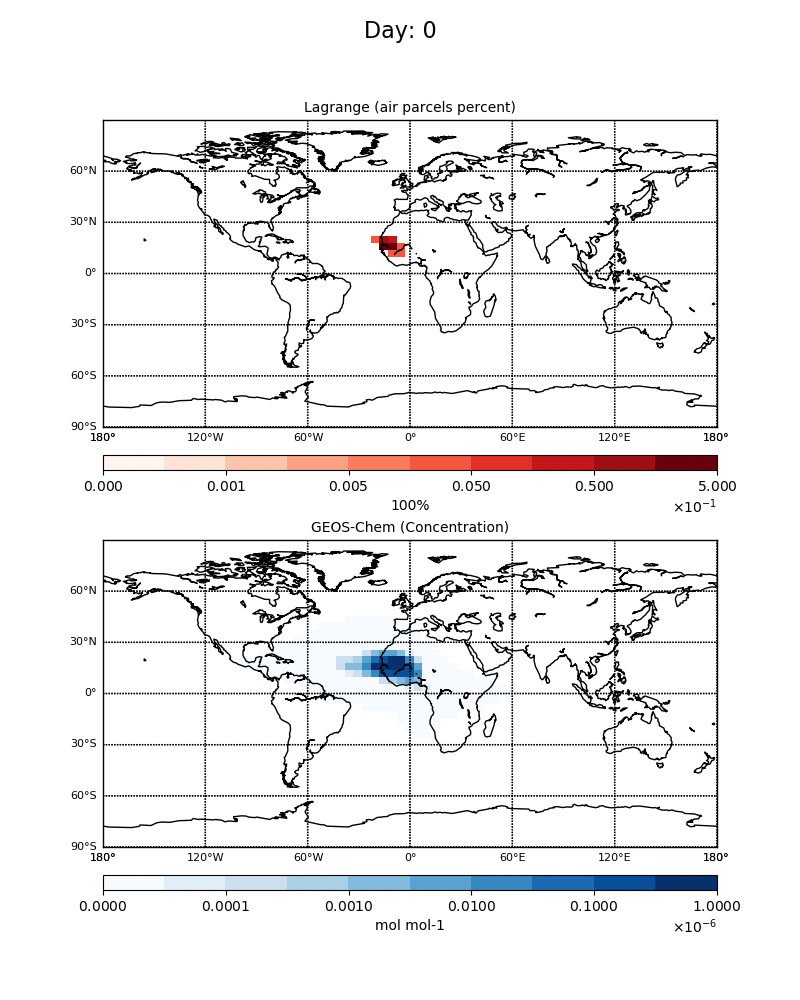 Day: 0
Lagrange (air parcels percent)
60°N
30°N
0°
30°S
60°S
90°S
180° 120°W 60°W 0° 60°E 120°E 180°
0.000 0.001 0.005 0.050 0.500 5.000
100% ×10⁻¹
GEOS-Chem (Concentration)
60°N
30°N
0°
30°S
60°S
90°S
180° 120°W 60°W 0° 60°E 120°E 180°
0.0000 0.0001 0.0010 0.0100 0.1000 1.0000
mol mol-1 ×10⁻⁶